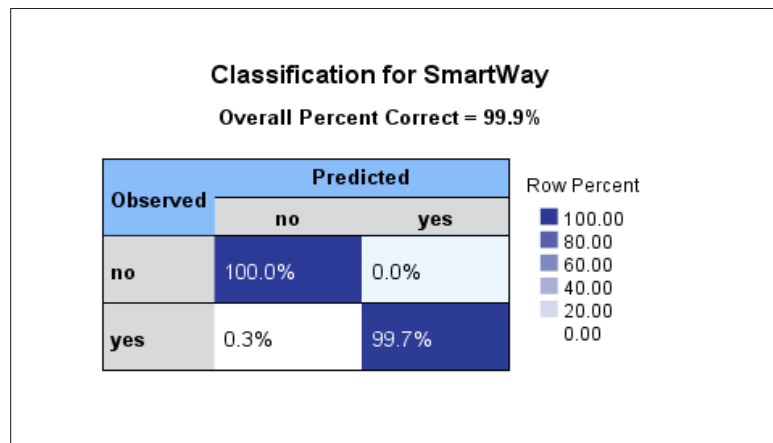 Classification for SmartWay
Overall Percent Correct = 99.9%
Observed
Predicted
no yes
no 100.0% 0.0%
yes 0.3% 99.7%
Row Percent
100.00
80.00
60.00
40.00
20.00
0.00